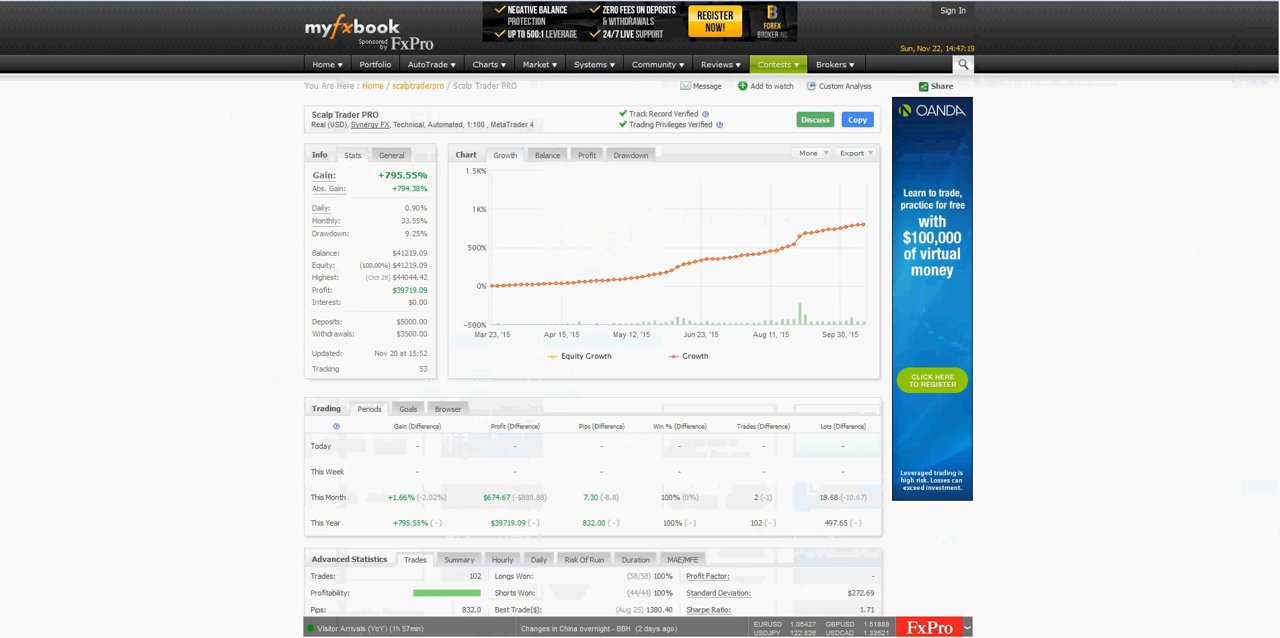 myfxbook
Sponsored by FxPro
NEGATIVE BALANCE PROTECTION
ZERO FEES ON DEPOSITS & WITHDRAWALS
UP TO 500:1 LEVERAGE
24/7 LIVE SUPPORT
REGISTER NOW!
FOREX BROKER INC
Sign In
Sun, Nov 22, 14:47:19
Home Portfolio AutoTrade Charts Market Systems Community Reviews Contests Brokers
You Are Here : Home / scalptraderpro / Scalp Trader PRO
Message Add to watch Custom Analysis Share
Scalp Trader PRO
Real (USD), Synergy FX, Technical, Automated, 1:100 , MetaTrader 4
Track Record Verified
Trading Privileges Verified
Discuss Copy
Info Stats General
Gain: +795.55%
Abs. Gain: +794.38%
Daily: 0.90%
Monthly: 33.55%
Drawdown: 9.25%
Balance: $41219.09
Equity: (100.00%) $41219.09
Highest: (Oct 29) $44044.42
Profit: $39719.09
Interest: $0.00
Deposits: $5000.00
Withdrawals: $3500.00
Updated: Nov 20 at 15:52
Tracking 53
Chart Growth Balance Profit Drawdown More Export
1.5K%
1K%
500%
0%
-500%
Mar 23, '15 Apr 15, '15 May 12, '15 Jun 23, '15 Aug 11, '15 Sep 30, '15
Equity Growth Growth
OANDA
Learn to trade,
practice for free
with
$100,000
of virtual
money
CLICK HERE
TO REGISTER
Leveraged trading is
high risk. Losses can
exceed investment.
Trading Periods Goals Browser
Gain (Difference) Profit (Difference) Pips (Difference) Win % (Difference) Trades (Difference) Lots (Difference)
Today - - - - - -
This Week - - - - - -
This Month +1.66% (-2.02%) $674.67 (-$888.88) 7.30 (-8.8) 100% (0%) 2 (-1) 18.68 (-10.67)
This Year +795.55% ( - ) $39719.09 ( - ) 832.00 ( - ) 100% ( - ) 102 ( - ) 497.65 ( - )
Advanced Statistics Trades Summary Hourly Daily Risk Of Ruin Duration MAE/MFE
Trades: 102 Longs Won: (58/58) 100% Profit Factor: -
Profitability: Shorts Won: (44/44) 100% Standard Deviation: $272.69
Pips: 832.0 Best Trade($): (Aug 25) 1380.40 Sharpe Ratio: 1.71
Visitor Arrivals (YoY) (1h 57min) Changes in China overnight - BBH (2 days ago)
EURUSD 1.06427 GBPUSD 1.51888
USDJPY 122.826 USDCAD 1.33521
FxPro